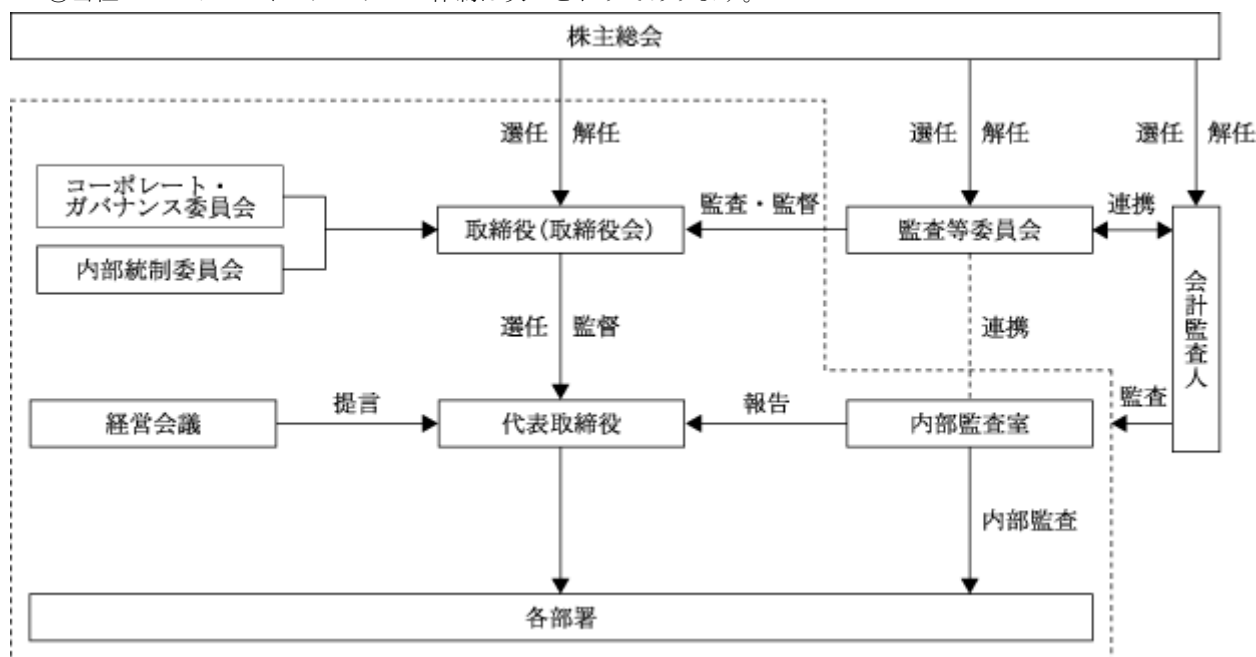 株主総会
選任 解任
選任 解任
選任 解任
コーポレート・
ガバナンス委員会
内部統制委員会
取締役(取締役会)
監査・監督
監査等委員会
連携
会計監査人
選任 監督
連携
経営会議
提言
代表取締役
報告
内部監査室
監査
内部監査
各部署